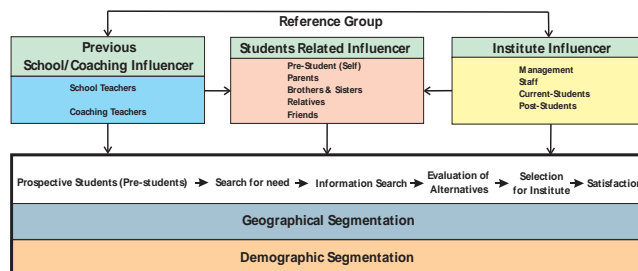 Reference Group
Previous
School/Coaching Influencer
School Teachers
Coaching Teachers
Students Related Influencer
Pre-Student (Self)
Parents
Brothers & Sisters
Relatives
Friends
Institute Influencer
Management
Staff
Current-Students
Post-Students
Prospective Students (Pre-students)
Search for need
Information Search
Evaluation of
Alternatives
Selection
for Institute
Satisfaction
Geographical Segmentation
Demographic Segmentation